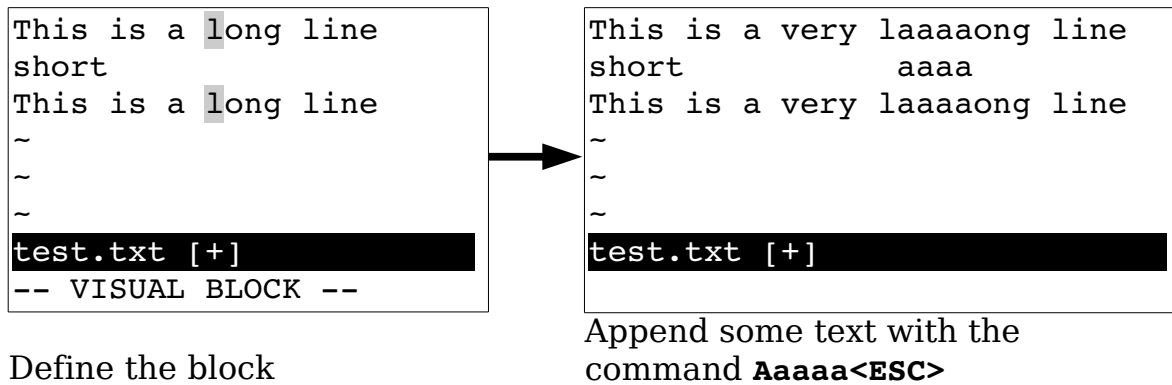 This is a long line
short
This is a long line
~
~
~
test.txt [+]
-- VISUAL BLOCK --
Define the block
This is a very laaaaong line
short           aaaa
This is a very laaaaong line
~
~
~
test.txt [+]
Append some text with the
command Aaaaa<ESC>